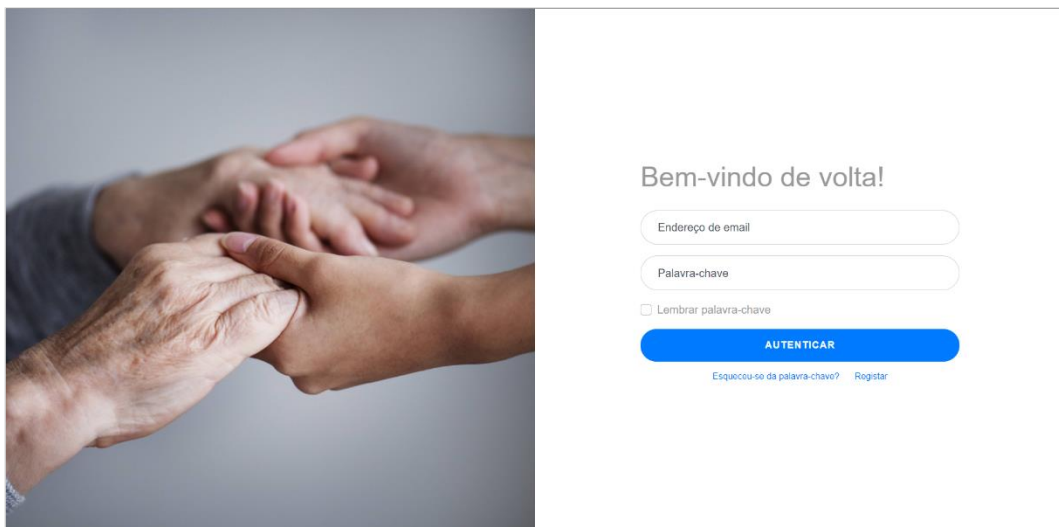 Bem-vindo de volta!
Endereço de email
Palavra-chave
Lembrar palavra-chave
AUTENTICAR
Esqueceu-se da palavra-chave? Registar